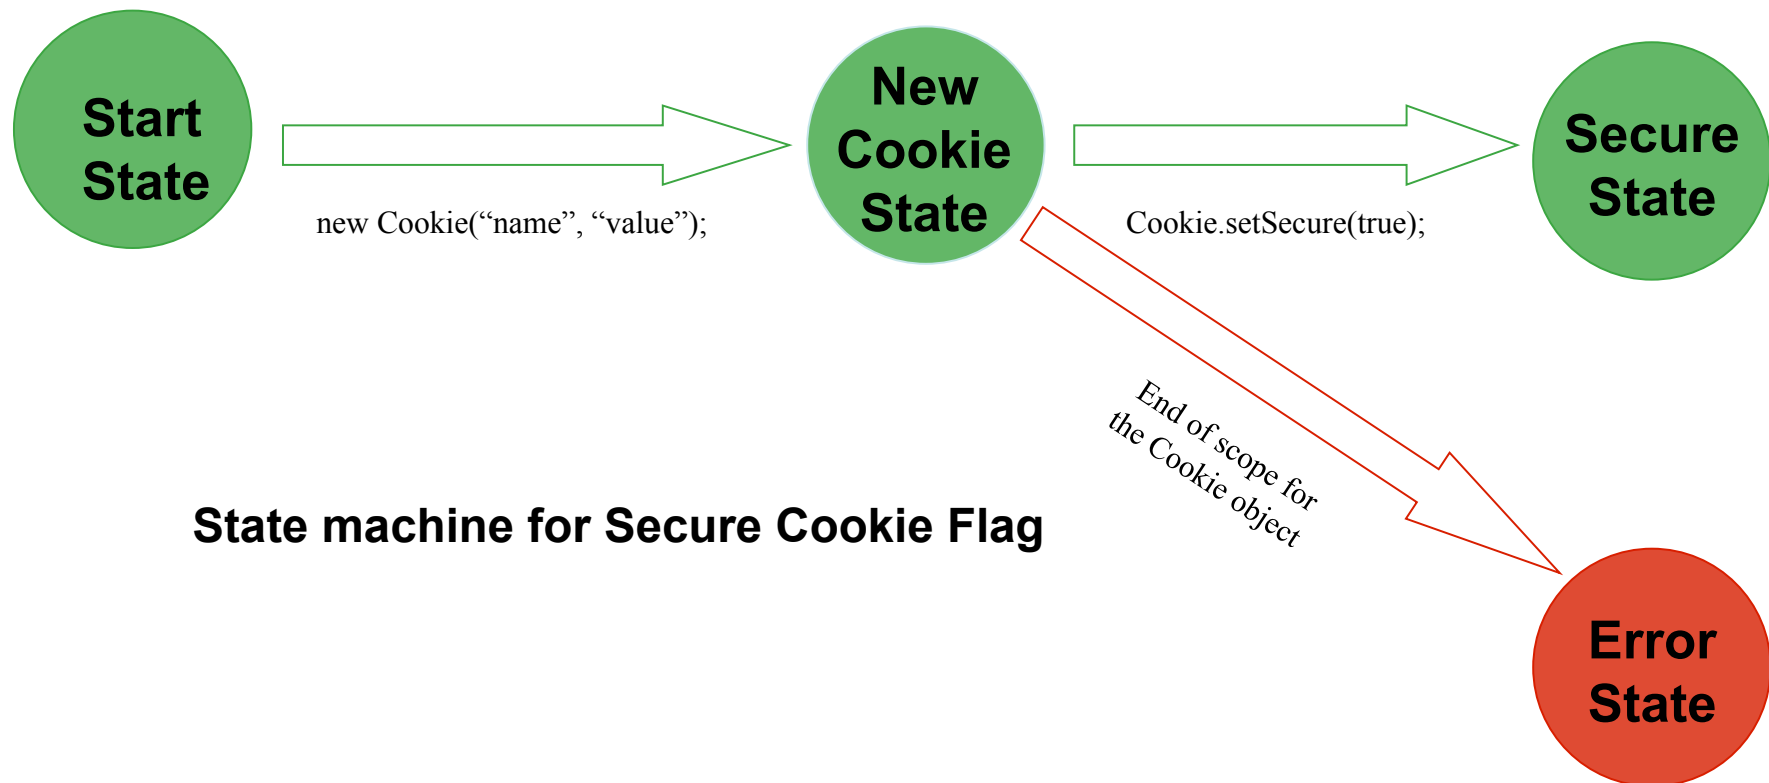 Start
State
new Cookie(“name”, “value”);
New
Cookie
State
Cookie.setSecure(true);
Secure
State
End of scope for
the Cookie object
State machine for Secure Cookie Flag
Error
State